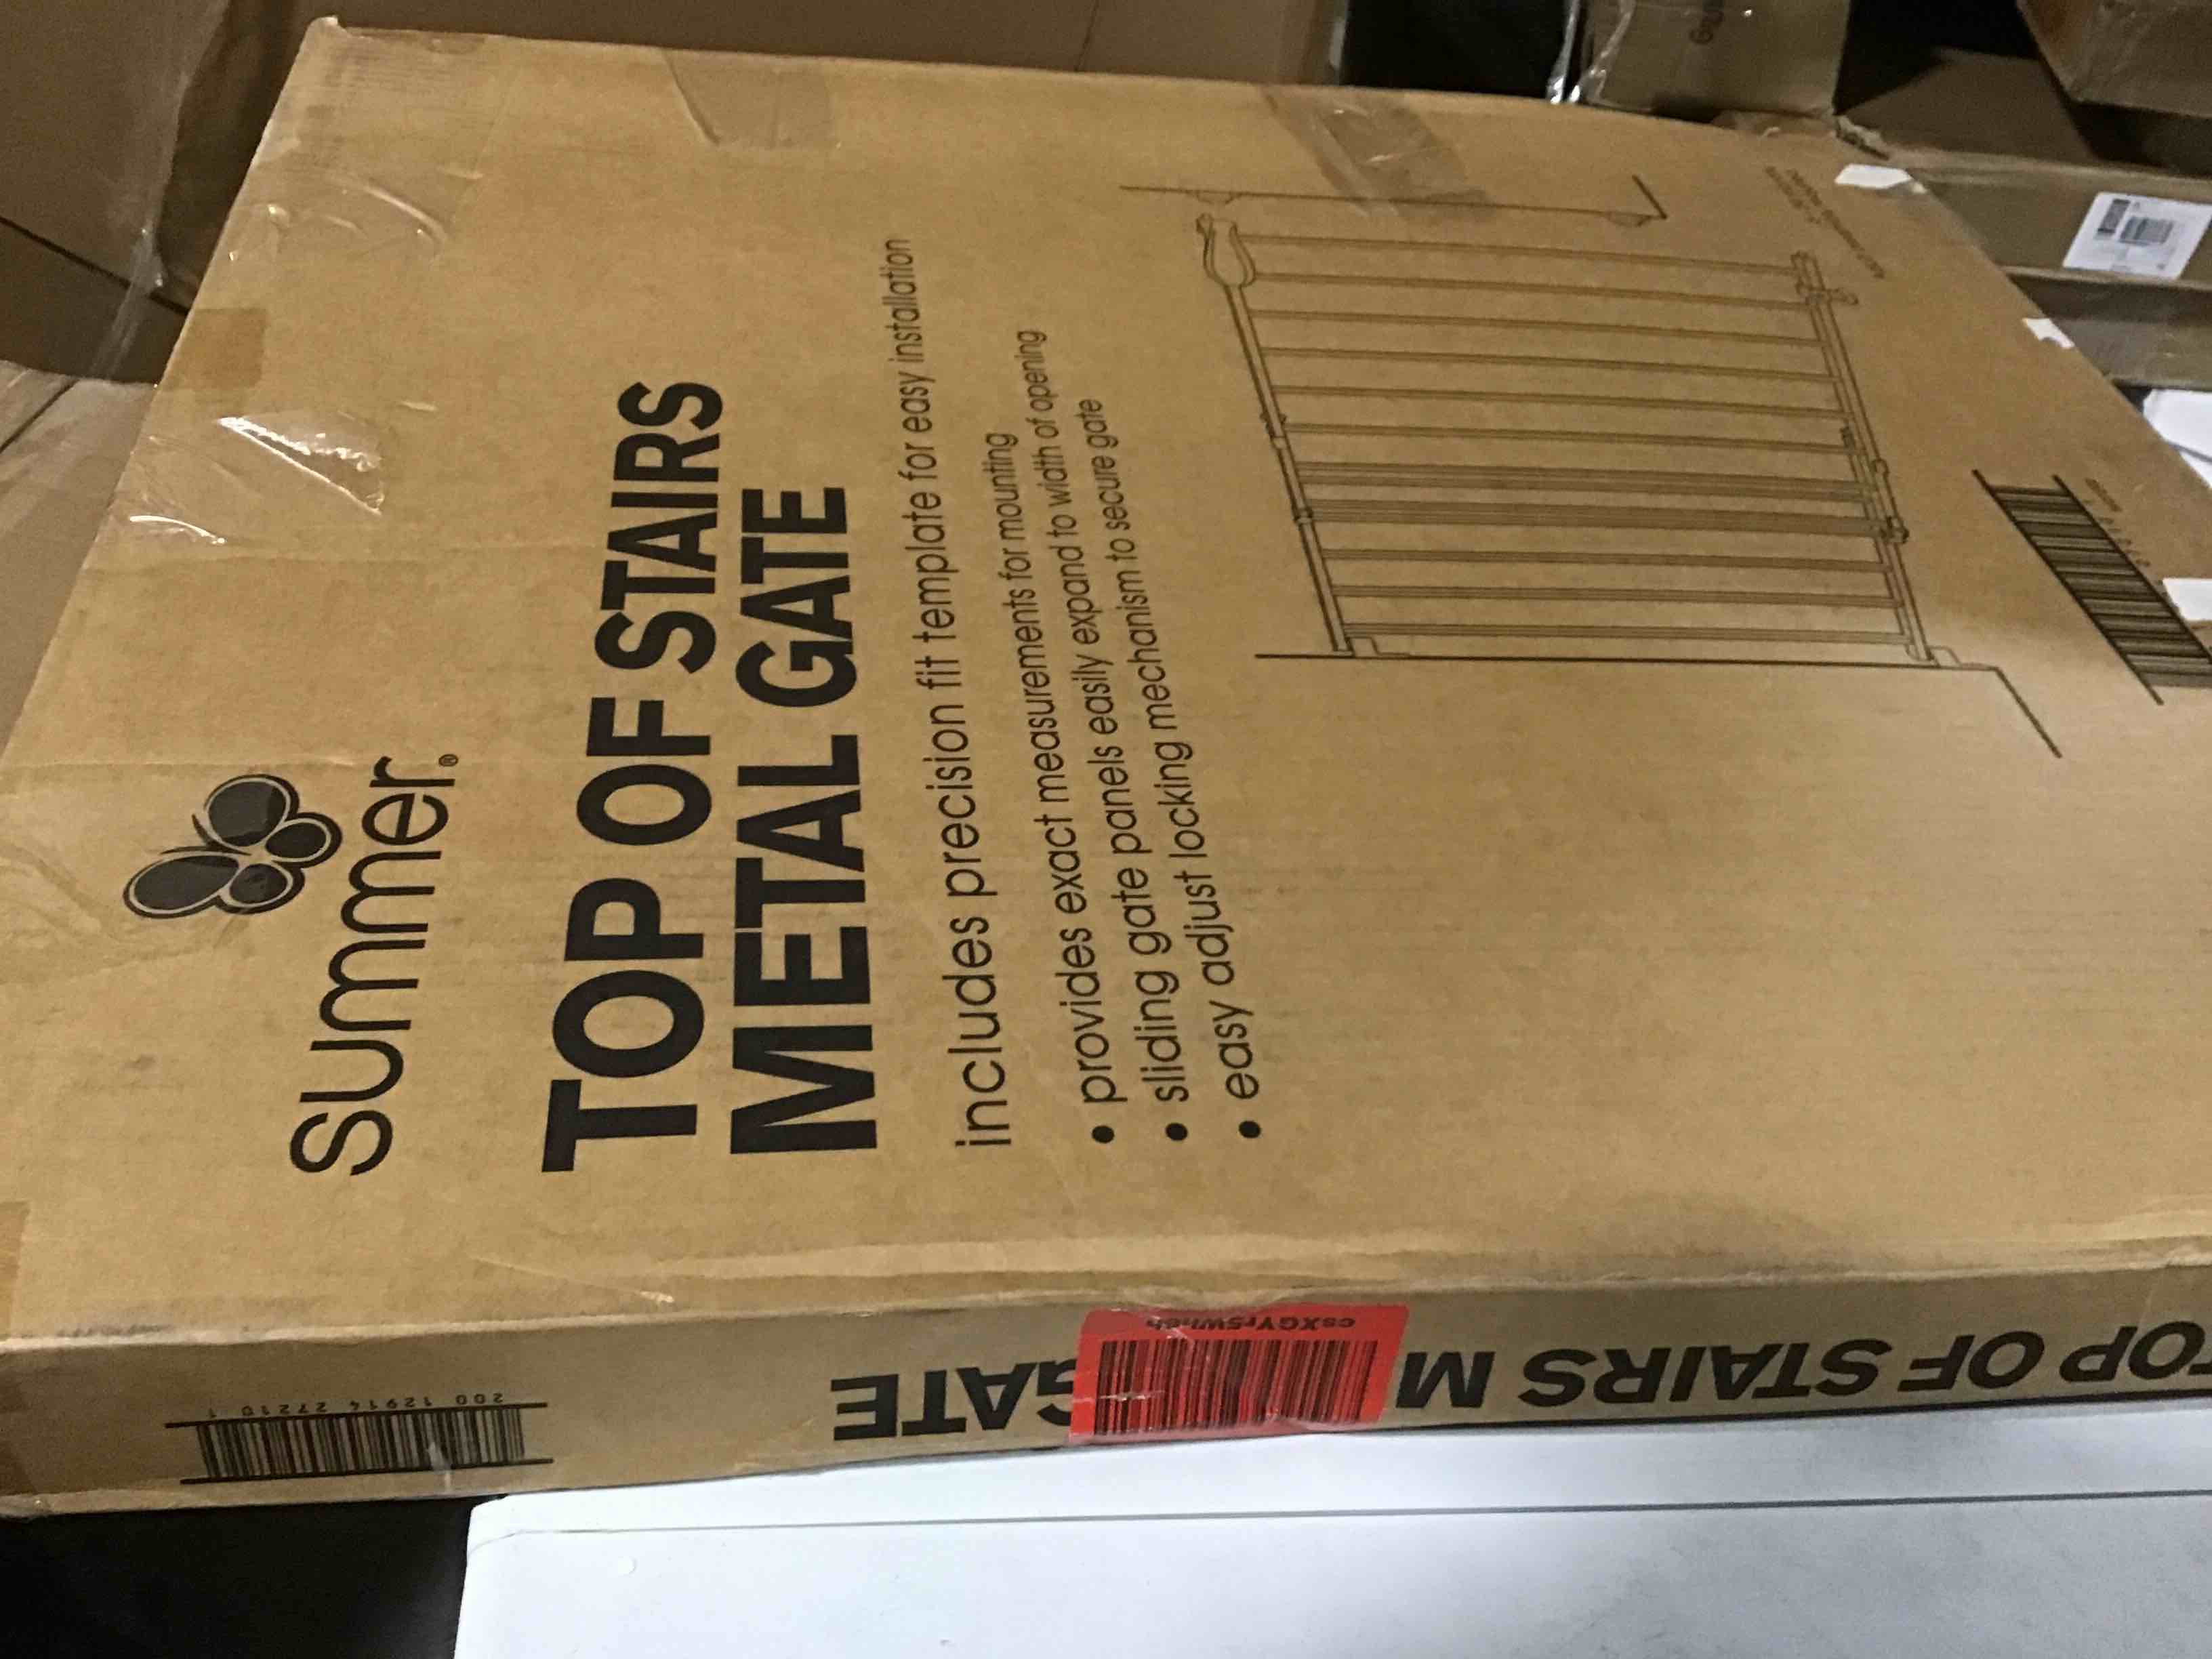 summer®
TOP OF STAIRS
METAL GATE
includes precision fit template for easy installation
• provides exact measurements for mounting
• sliding gate panels easily expand to width of opening
• easy adjust locking mechanism to secure gate
TOP OF STAIRS M
GATE
200 12914 27210 1